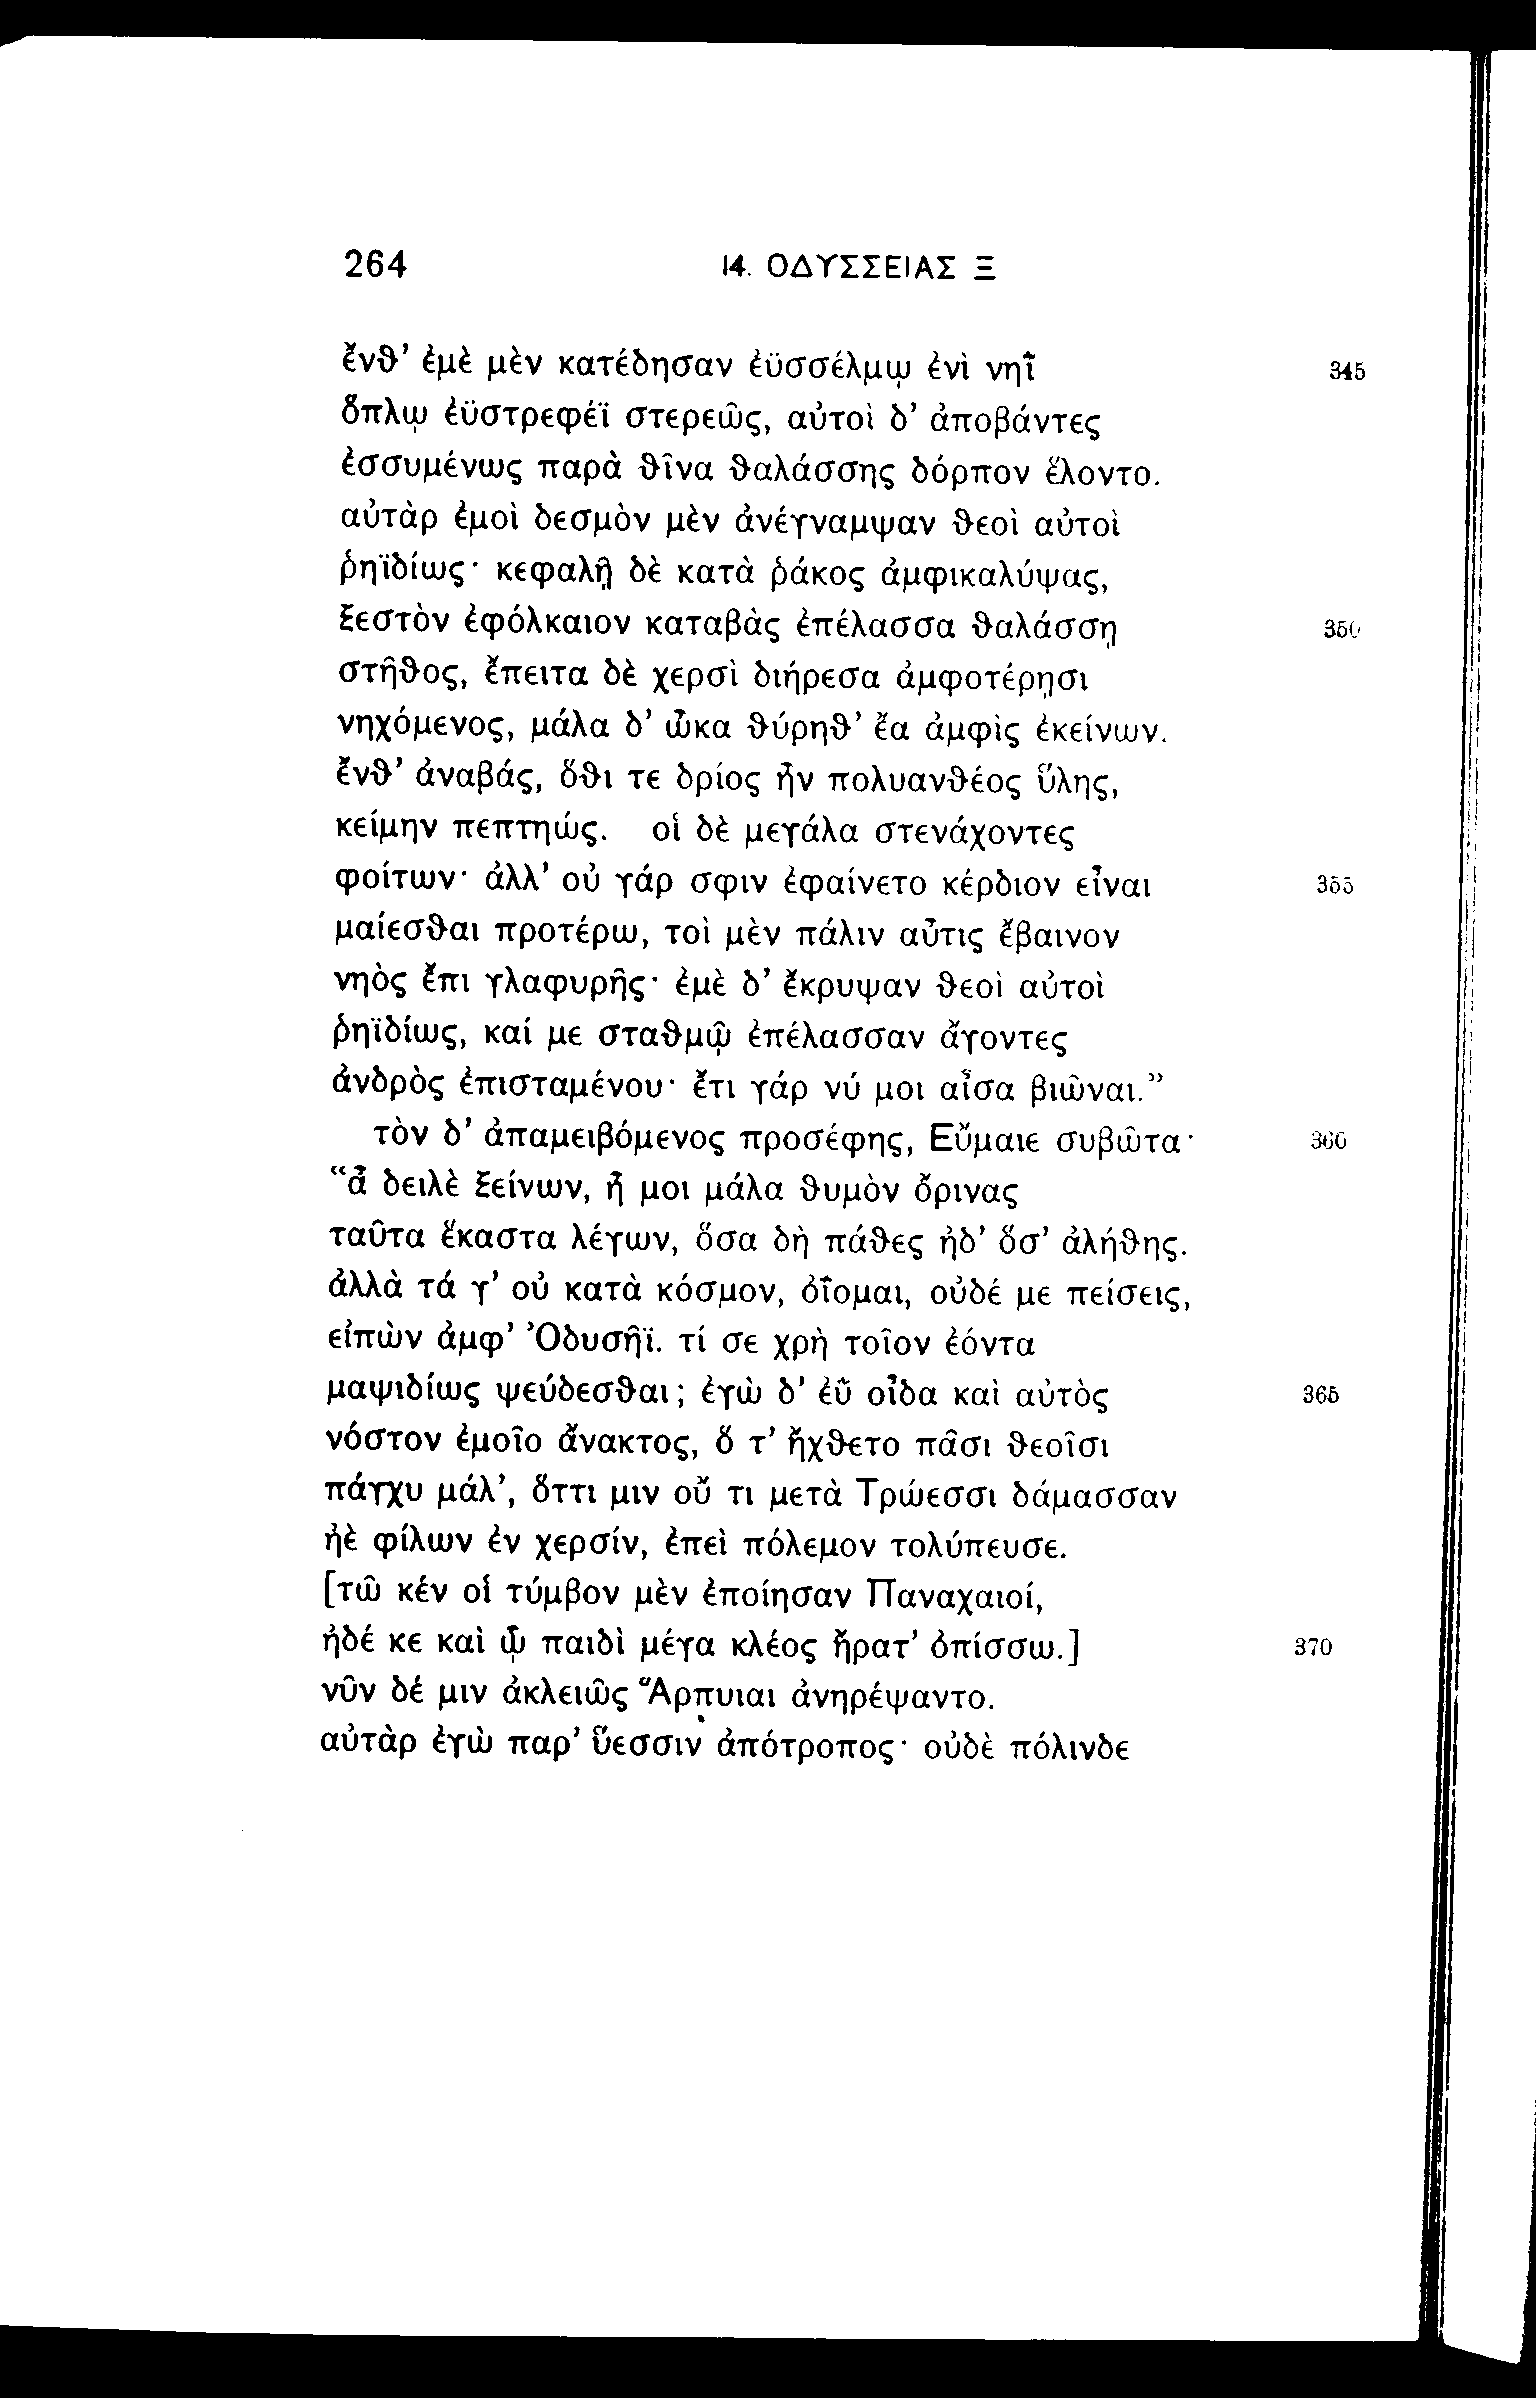 264 14. ΟΔΥΣΣΕΙΑΣ Ξ
ἔνϑ’ ἐμὲ μὲν κατέδησαν ἐϋσσέλμῳ ἐνὶ νηῒ 345
ὅπλῳ ἐϋστρεφέϊ στερεῶς, αὐτοὶ δ’ ἀποβάντες
ἐσσυμένως παρὰ ϑῖνα ϑαλάσσης δόρπον ἕλοντο.
αὐτὰρ ἐμοὶ δεσμὸν μὲν ἀνέγναμψαν ϑεοὶ αὐτοὶ
ῥηϊδίως· κεφαλῇ δὲ κατὰ ῥάκος ἀμφικαλύψας,
ξεστὸν ἐφόλκαιον καταβὰς ἐπέλασσα ϑαλάσσῃ 350
στῆϑος, ἔπειτα δὲ χερσὶ διήρεσα ἀμφοτέρῃσι
νηχόμενος, μάλα δ’ ὦκα ϑύρηϑ’ ἔα ἀμφὶς ἐκείνων.
ἔνϑ’ ἀναβάς, ὅϑι τε δρίος ἦν πολυανϑέος ὕλης,
κείμην πεπτηώς. οἱ δὲ μεγάλα στενάχοντες
φοίτων· ἀλλ’ οὐ γάρ σφιν ἐφαίνετο κέρδιον εἶναι 355
μαίεσϑαι προτέρω, τοὶ μὲν πάλιν αὖτις ἔβαινον
νηὸς ἔπι γλαφυρῆς· ἐμὲ δ’ ἔκρυψαν ϑεοὶ αὐτοὶ
ῥηϊδίως, καί με σταϑμῷ ἐπέλασσαν ἄγοντες
ἀνδρὸς ἐπισταμένου· ἔτι γάρ νύ μοι αἶσα βιῶναι.”
τὸν δ’ ἀπαμειβόμενος προσέφης, Εὔμαιε συβῶτα· 360
“ἆ δειλὲ ξείνων, ἦ μοι μάλα ϑυμὸν ὄρινας
ταῦτα ἕκαστα λέγων, ὅσα δὴ πάϑες ἠδ’ ὅσ’ ἀλήϑης.
ἀλλὰ τά γ’ οὐ κατὰ κόσμον, ὀΐομαι, οὐδέ με πείσεις,
εἰπὼν ἀμφ’ Ὀδυσῆϊ. τί σε χρὴ τοῖον ἐόντα
μαψιδίως ψεύδεσϑαι; ἐγὼ δ’ ἐῢ οἶδα καὶ αὐτὸς 365
νόστον ἐμοῖο ἄνακτος, ὅ τ’ ἤχϑετο πᾶσι ϑεοῖσι
πάγχυ μάλ’, ὅττι μιν οὔ τι μετὰ Τρώεσσι δάμασσαν
ἠὲ φίλων ἐν χερσίν, ἐπεὶ πόλεμον τολύπευσε.
[τῶ κέν οἱ τύμβον μὲν ἐποίησαν Παναχαιοί,
ἠδέ κε καὶ ᾧ παιδὶ μέγα κλέος ἤρατ’ ὀπίσσω.] 370
νῦν δέ μιν ἀκλειῶς Ἅρπυιαι ἀνηρέψαντο.
αὐτὰρ ἐγὼ παρ’ ὕεσσιν ἀπότροπος· οὐδὲ πόλινδε